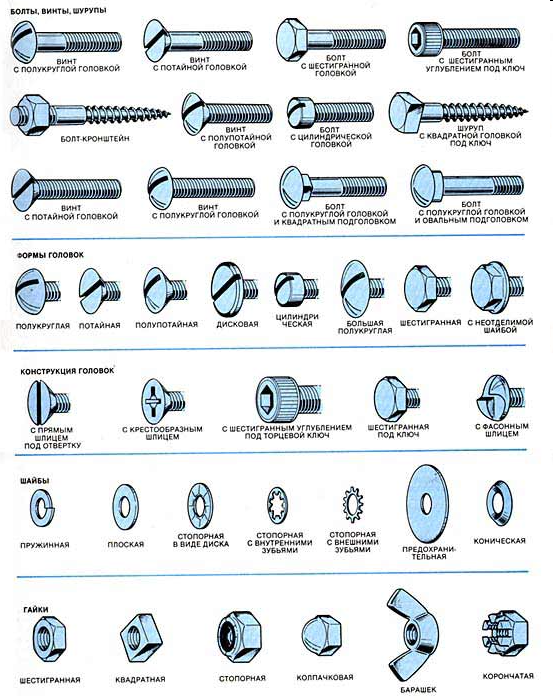 БОЛТЫ, ВИНТЫ, ШУРУПЫ
ВИНТ
С ПОЛУКРУГЛОЙ ГОЛОВКОЙ
ВИНТ
С ПОТАЙНОЙ ГОЛОВКОЙ
БОЛТ
С ШЕСТИГРАННОЙ
ГОЛОВКОЙ
БОЛТ
С ШЕСТИГРАННЫМ
УГЛУБЛЕНИЕМ ПОД КЛЮЧ
БОЛТ-КРОНШТЕЙН
ВИНТ
С ПОЛУПОТАЙНОЙ
ГОЛОВКОЙ
БОЛТ
С ЦИЛИНДРИЧЕСКОЙ
ГОЛОВКОЙ
ШУРУП
С КВАДРАТНОЙ ГОЛОВКОЙ
ПОД КЛЮЧ
ВИНТ
С ПОТАЙНОЙ ГОЛОВКОЙ
ВИНТ
С ПОЛУКРУГЛОЙ ГОЛОВКОЙ
БОЛТ
С ПОЛУКРУГЛОЙ ГОЛОВКОЙ
И КВАДРАТНЫМ ПОДГОЛОВКОМ
БОЛТ
С ПОЛУКРУГЛОЙ ГОЛОВКОЙ
И ОВАЛЬНЫМ ПОДГОЛОВКОМ
ФОРМЫ ГОЛОВОК
ПОЛУКРУГЛАЯ
ПОТАЙНАЯ
ПОЛУПОТАЙНАЯ
ДИСКОВАЯ
ЦИЛИНДРИ
ЧЕСКАЯ
БОЛЬШАЯ
ПОЛУКРУГЛАЯ
ШЕСТИГРАННАЯ
С НЕОТДЕЛИМОЙ
ШАЙБОЙ
КОНСТРУКЦИЯ ГОЛОВОК
С ПРЯМЫМ
ШЛИЦЕМ
ПОД ОТВЕРТКУ
С КРЕСТООБРАЗНЫМ
ШЛИЦЕМ
С ШЕСТИГРАННЫМ УГЛУБЛЕНИЕМ
ПОД ТОРЦЕВОЙ КЛЮЧ
ШЕСТИГРАННАЯ
ПОД КЛЮЧ
С ФАСОННЫМ
ШЛИЦЕМ
ШАЙБЫ
ПРУЖИННАЯ
ПЛОСКАЯ
СТОПОРНАЯ
В ВИДЕ ДИСКА
СТОПОРНАЯ
С ВНУТРЕННИМИ
ЗУБЬЯМИ
СТОПОРНАЯ
С ВНЕШНИМИ
ЗУБЬЯМИ
ПРЕДОХРАНИ-
ТЕЛЬНАЯ
КОНИЧЕСКАЯ
ГАЙКИ
ШЕСТИГРАННАЯ
КВАДРАТНАЯ
СТОПОРНАЯ
КОЛПАЧКОВАЯ
БАРАШЕК
КОРОНЧАТАЯ